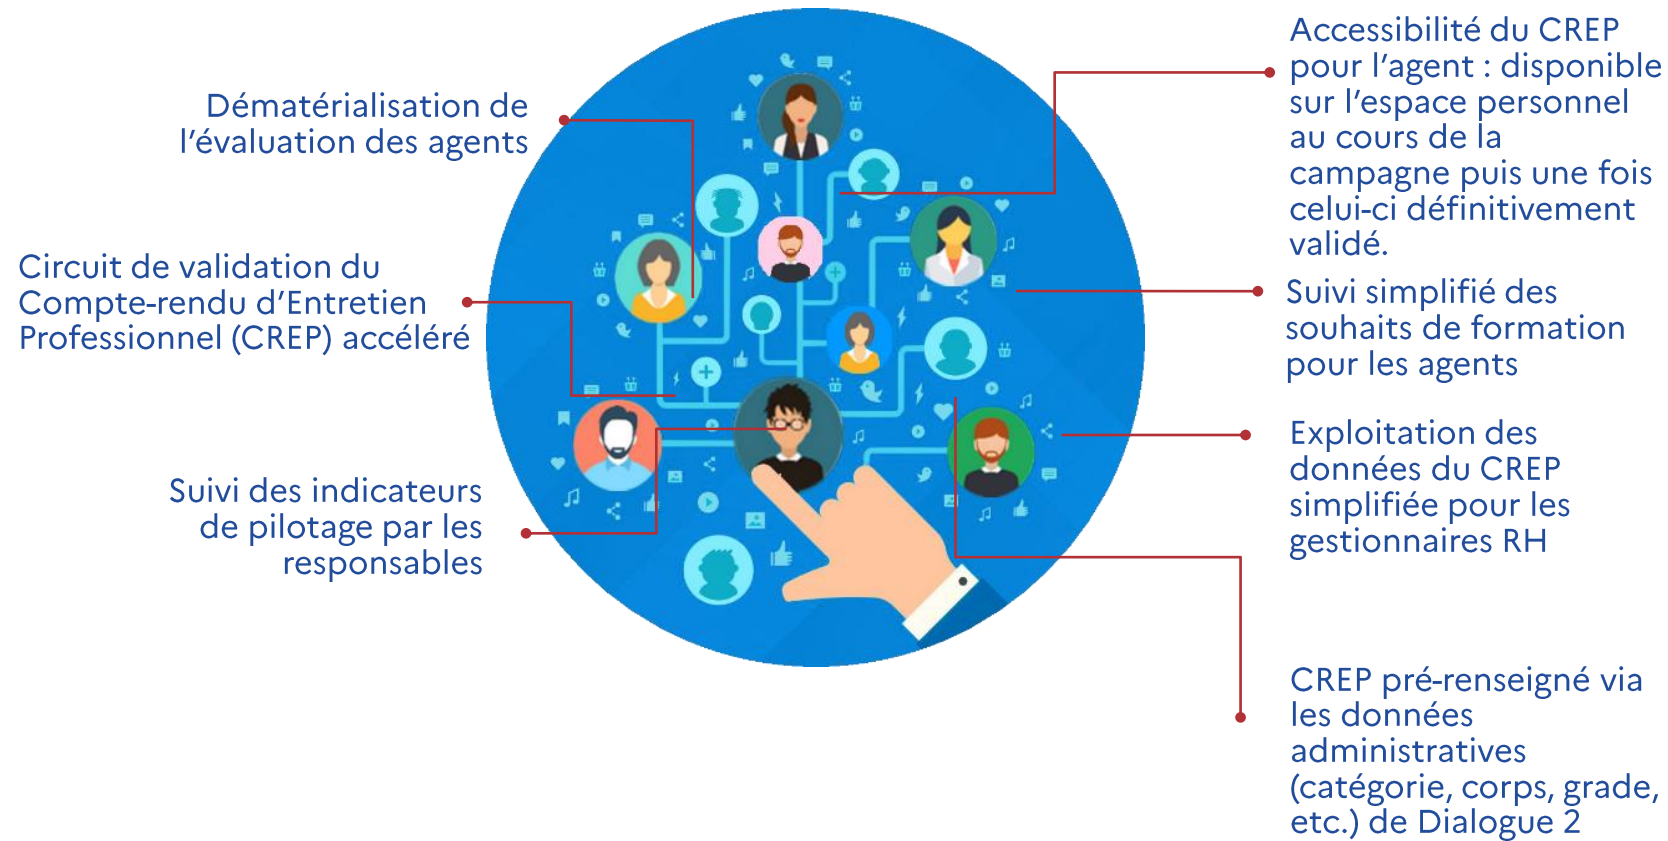 Dématérialisation de
l'évaluation des agents
Circuit de validation du
Compte-rendu d'Entretien
Professionnel (CREP) accéléré
Suivi des indicateurs
de pilotage par les
responsables
Accessibilité du CREP
pour l'agent : disponible
sur l'espace personnel
au cours de la
campagne puis une fois
celui-ci définitivement
validé.
Suivi simplifié des
souhaits de formation
pour les agents
Exploitation des
données du CREP
simplifiée pour les
gestionnaires RH
CREP pré-renseigné via
les données
administratives
(catégorie, corps, grade,
etc.) de Dialogue 2